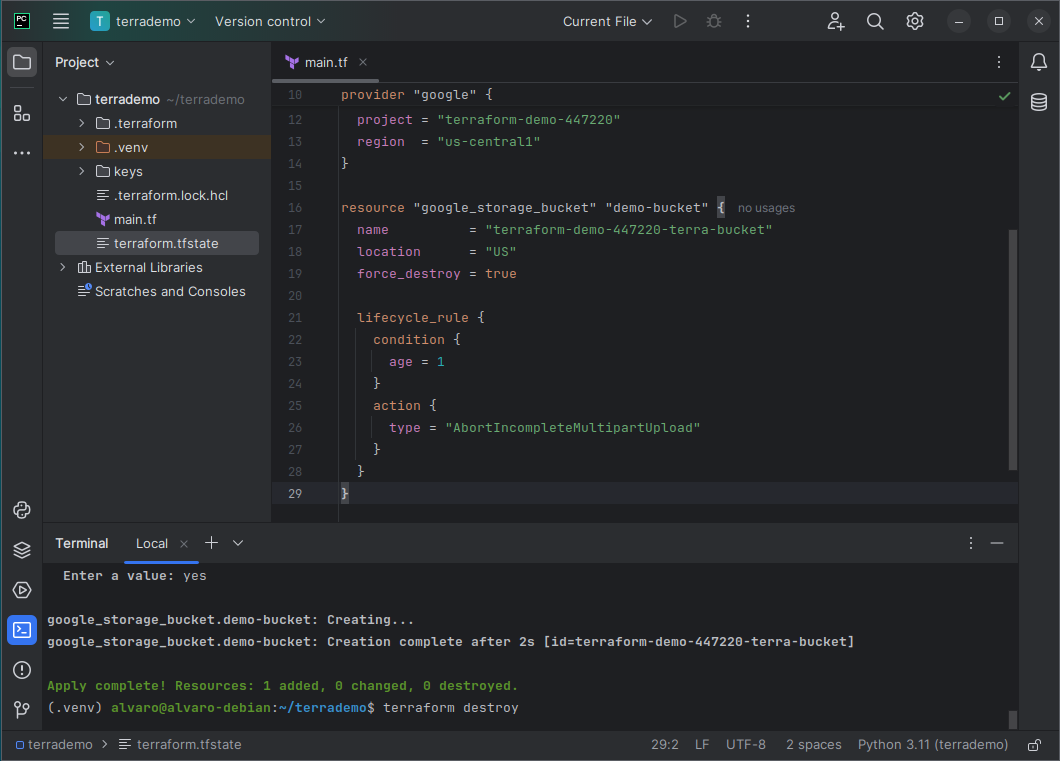 PC T terrademo Version control Current File
Project
terrademo ~/terrademo
.terraform
.venv
keys
.terraform.lock.hcl
main.tf
terraform.tfstate
External Libraries
Scratches and Consoles
main.tf
10 provider "google" {
12 project = "terraform-demo-447220"
13 region = "us-central1"
14 }
15
16 resource "google_storage_bucket" "demo-bucket" { no usages
17 name = "terraform-demo-447220-terra-bucket"
18 location = "US"
19 force_destroy = true
20
21 lifecycle_rule {
22 condition {
23 age = 1
24 }
25 action {
26 type = "AbortIncompleteMultipartUpload"
27 }
28 }
29 }
Terminal Local
Enter a value: yes
google_storage_bucket.demo-bucket: Creating...
google_storage_bucket.demo-bucket: Creation complete after 2s [id=terraform-demo-447220-terra-bucket]
Apply complete! Resources: 1 added, 0 changed, 0 destroyed.
(.venv) alvaro@alvaro-debian:~/terrademo$ terraform destroy
terrademo > terraform.tfstate 29:2 LF UTF-8 2 spaces Python 3.11 (terrademo)